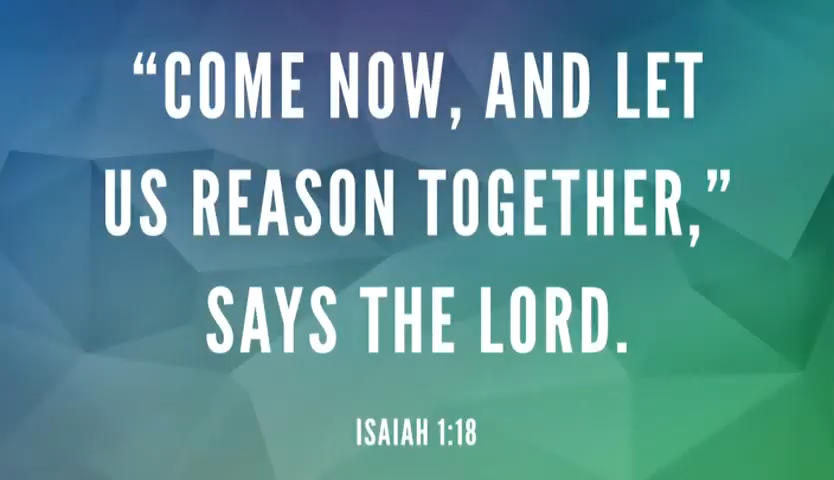 “COME NOW, AND LET
US REASON TOGETHER,”
SAYS THE LORD.
ISAIAH 1:18